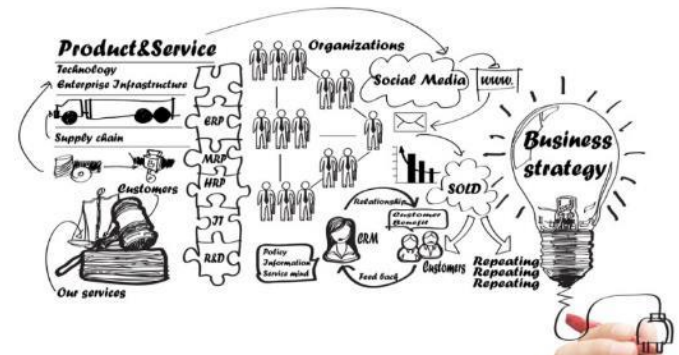 Product&Service
Technology
Enterprise Infrastructure
Supply chain
Customers
Our services
ERP
MRP
HRP
IT
R&D
Organizations
Social Media
www.
SOLD
Relationship
Customer
Benefit
CRM
Policy
Information
Service mind
Feed back
Customers
Business
strategy
Repeating
Repeating
Repeating